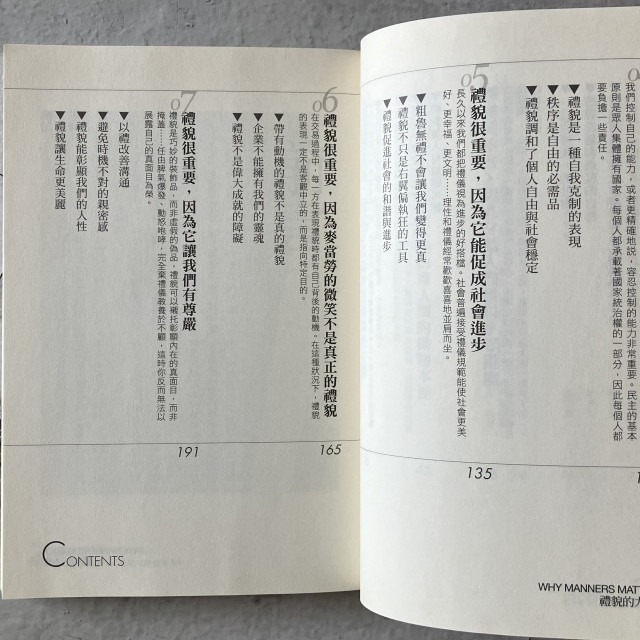 我們控制自己的能力，或者更精確地說，容忍控制的能力非常重要。民主的基本
原則是眾人集體擁有國家。每個人都承載著國家統治權的一部分，因此每個人都
要負擔一些責任。
▼禮貌是一種自我克制的表現
▼秩序是自由的必需品
▼禮貌調和了個人自由與社會穩定
05
禮貌很重要，因為它能促成社會進步
長久以來我們都把禮儀視為進步的好搭檔。社會普遍接受禮儀規範能使社會更美
好、更幸福、更文明……理性和禮儀經常歡歡喜喜地並肩而坐。
▼粗魯無禮不會讓我們變得更真
▼禮貌不只是右翼偏執狂的工具
▼禮貌促進社會的和諧與進步
135
WHY MANNERS MATT
禮貌的力
06
禮貌很重要，因為麥當勞的微笑不是真正的禮貌
在交易過程中，每一方在表現禮貌時都有自己背後的動機。在這種狀況下，禮貌
的表現一定不是客觀中立的，而是指向特定目的。
▼帶有動機的禮貌不是真的禮貌
▼企業不能擁有我們的靈魂
▼禮貌不是偉大成就的障礙
165
07
禮貌很重要，因為它讓我們有尊嚴
禮貌是巧妙的裝飾品，而非虛假的偽品，禮貌可以襯托彰顯內在的真面目，而非
掩蓋……任由脾氣爆發、動怒咆哮，完全棄禮儀教養於不顧，這時你反而無法以
展露自己的真面目為榮。
▼以禮改善溝通
▼避免時機不對的親密感
▼禮貌能彰顯我們的人性
▼禮貌讓生命更美麗
191
CONTENTS